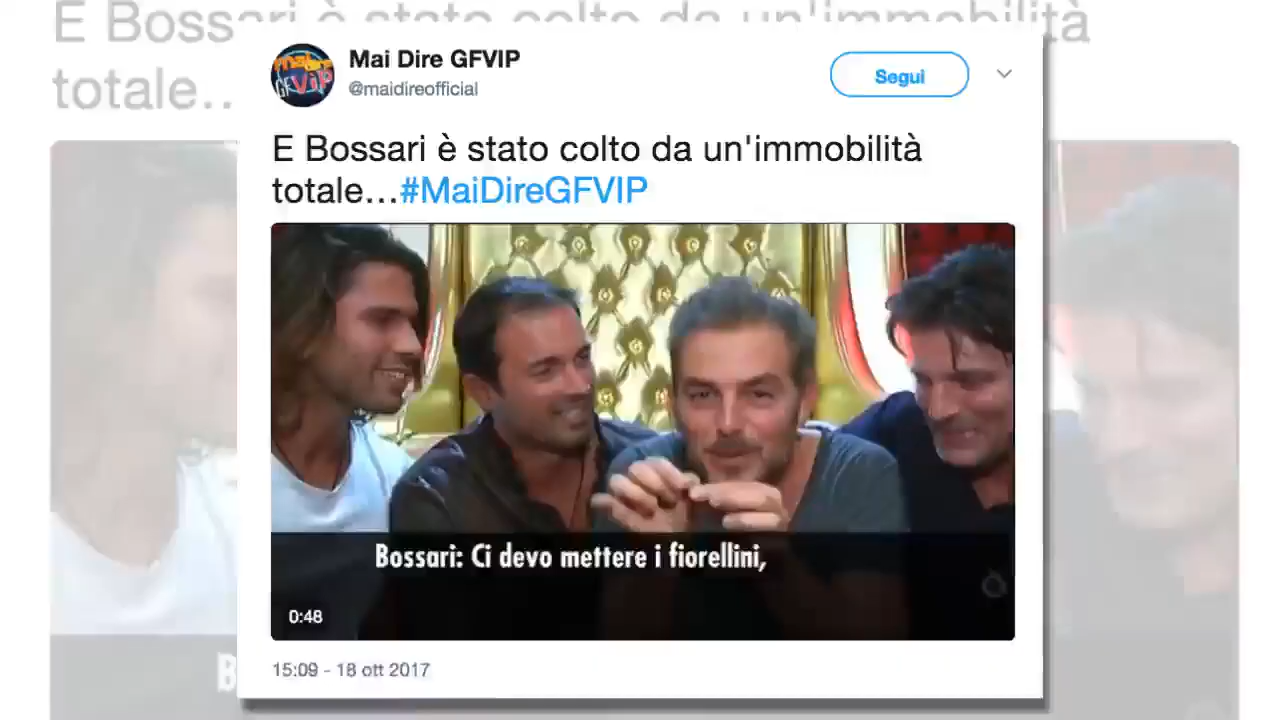 E Bossari è stato colto da un'immobilità
totale..
Mai Dire GFVIP
@maidireofficial
Segui
E Bossari è stato colto da un'immobilità
totale...#MaiDireGFVIP
Bossari: Ci devo mettere i fiorellini,
0:48
15:09 - 18 ott 2017
B